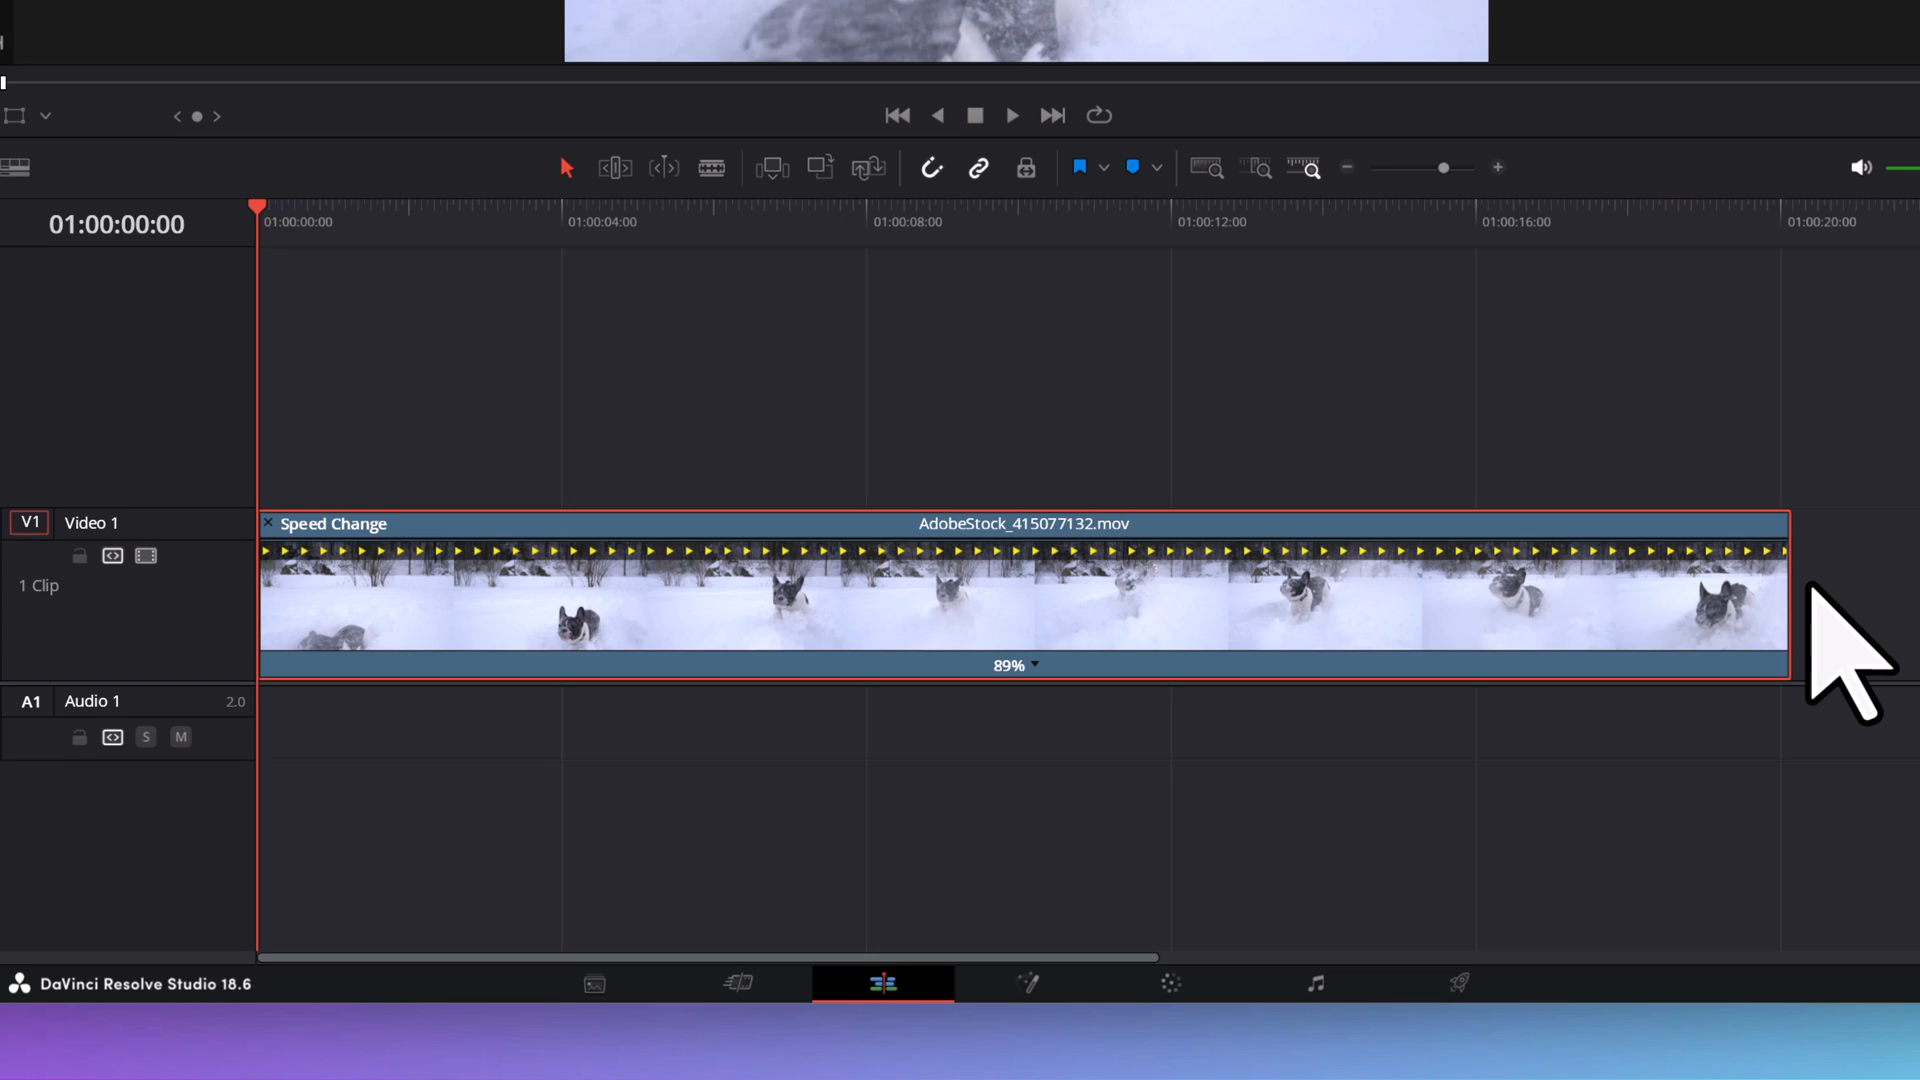 01:00:00:00
01:00:00:00
01:00:04:00
01:00:08:00
01:00:12:00
01:00:16:00
01:00:20:00
V1
Video 1
Speed Change
AdobeStock_415077132.mov
1 Clip
89%
A1
Audio 1
2.0
S
M
DaVinci Resolve Studio 18.6